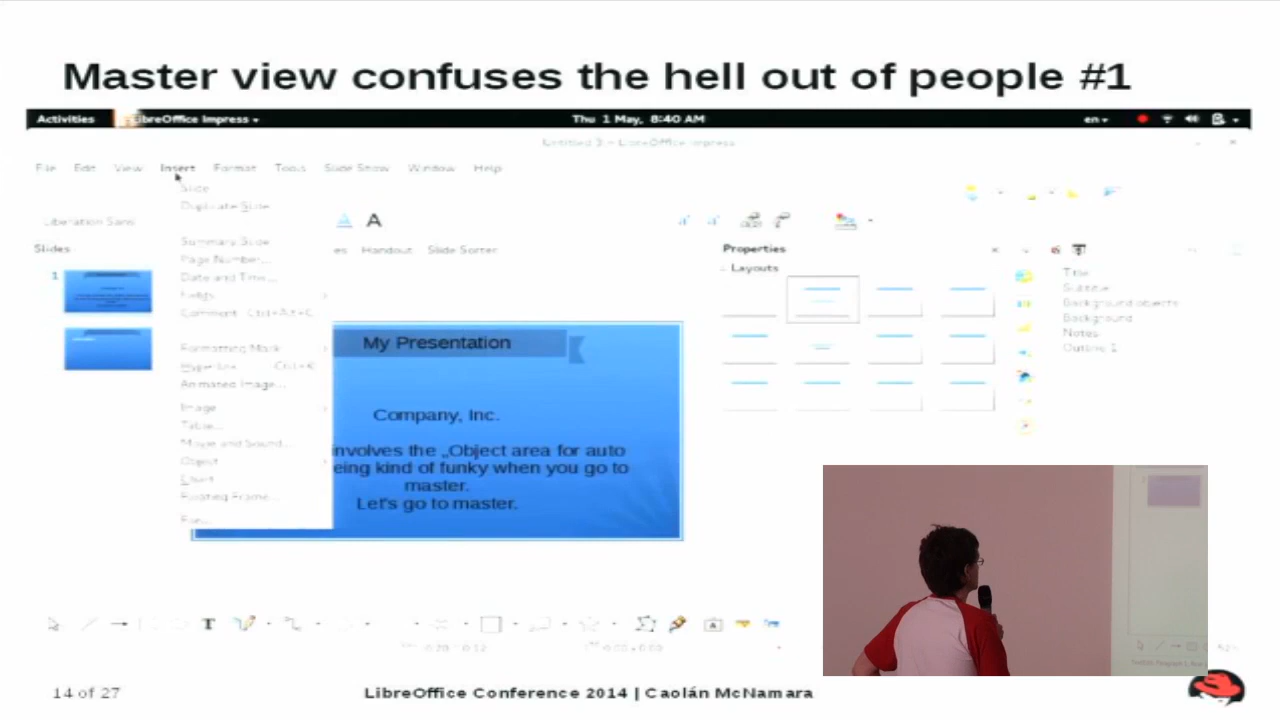 Master view confuses the hell out of people #1
Activities
LibreOffice Impress
Thu 1 May, 8:40 AM
en
Untitled 2 - LibreOffice Impress
File Edit View Insert Format Tools Slide Show Window Help
Slide
Duplicate Slide
Liberation Sans
Summary Slide
Page Number...
Date and Time...
Fields
Comment Ctrl+Alt+C
Formatting Mark
Hyperlink Ctrl+K
Animated Image...
Image
Table...
Movie and Sound...
Object
Chart
Floating Frame...
File...
es Handout Slide Sorter
Slides
1
My Presentation
Company, Inc.
involves the „Object area for auto
eing kind of funky when you go to
master.
Let's go to master.
Properties
Layouts
Title
Subtitle
Background objects
Background
Notes
Outline 1
T
A
14 of 27
LibreOffice Conference 2014 | Caolán McNamara